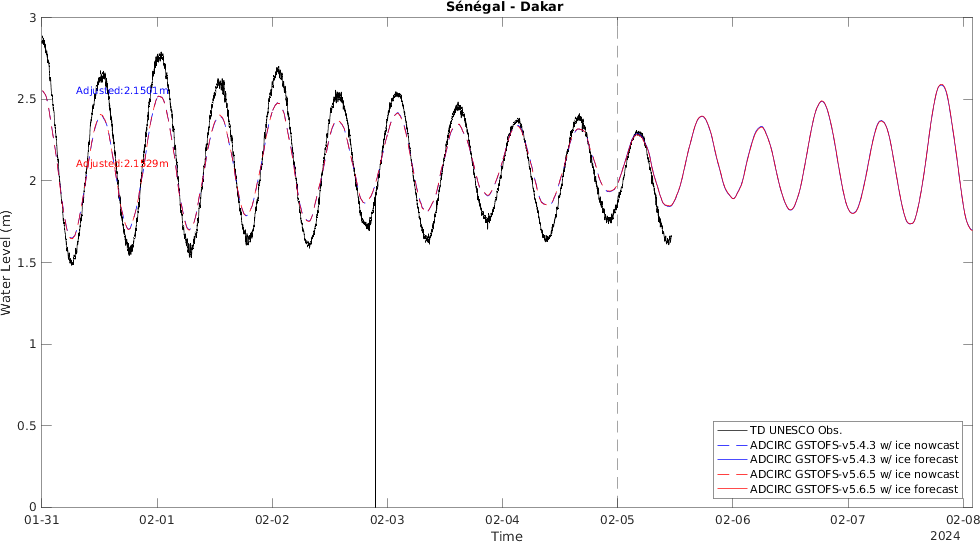 Sénégal - Dakar
3
2.5
2
1.5
1
0.5
0
Water Level (m)
Adjusted:2.1501m
Adjusted:2.1329m
TD UNESCO Obs.
ADCIRC GSTOFS-v5.4.3 w/ ice nowcast
ADCIRC GSTOFS-v5.4.3 w/ ice forecast
ADCIRC GSTOFS-v5.6.5 w/ ice nowcast
ADCIRC GSTOFS-v5.6.5 w/ ice forecast
01-31 02-01 02-02 02-03 02-04 02-05 02-06 02-07 02-08
Time
2024